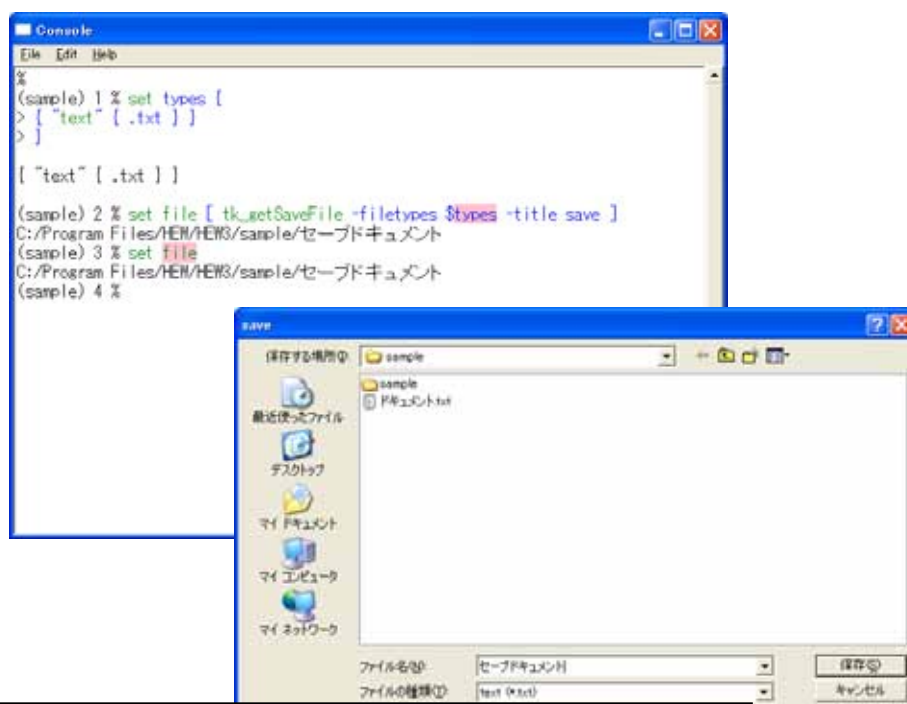 Console
File Edit Help
%
(sample) 1 % set types {
> { "text" { .txt } }
> }
{ "text" { .txt } }
(sample) 2 % set file [ tk_getSaveFile -filetypes $types -title save ]
C:/Program Files/HEW/HEW3/sample/セーブドキュメント
(sample) 3 % set file
C:/Program Files/HEW/HEW3/sample/セーブドキュメント
(sample) 4 %
save
保存する場所(I):
sample
sample
ドキュメント.txt
最近使ったファイル
デスクトップ
マイ ドキュメント
マイ コンピュータ
マイ ネットワーク
ファイル名(N):
セーブドキュメント
保存(S)
ファイルの種類(T):
text (*.txt)
キャンセル